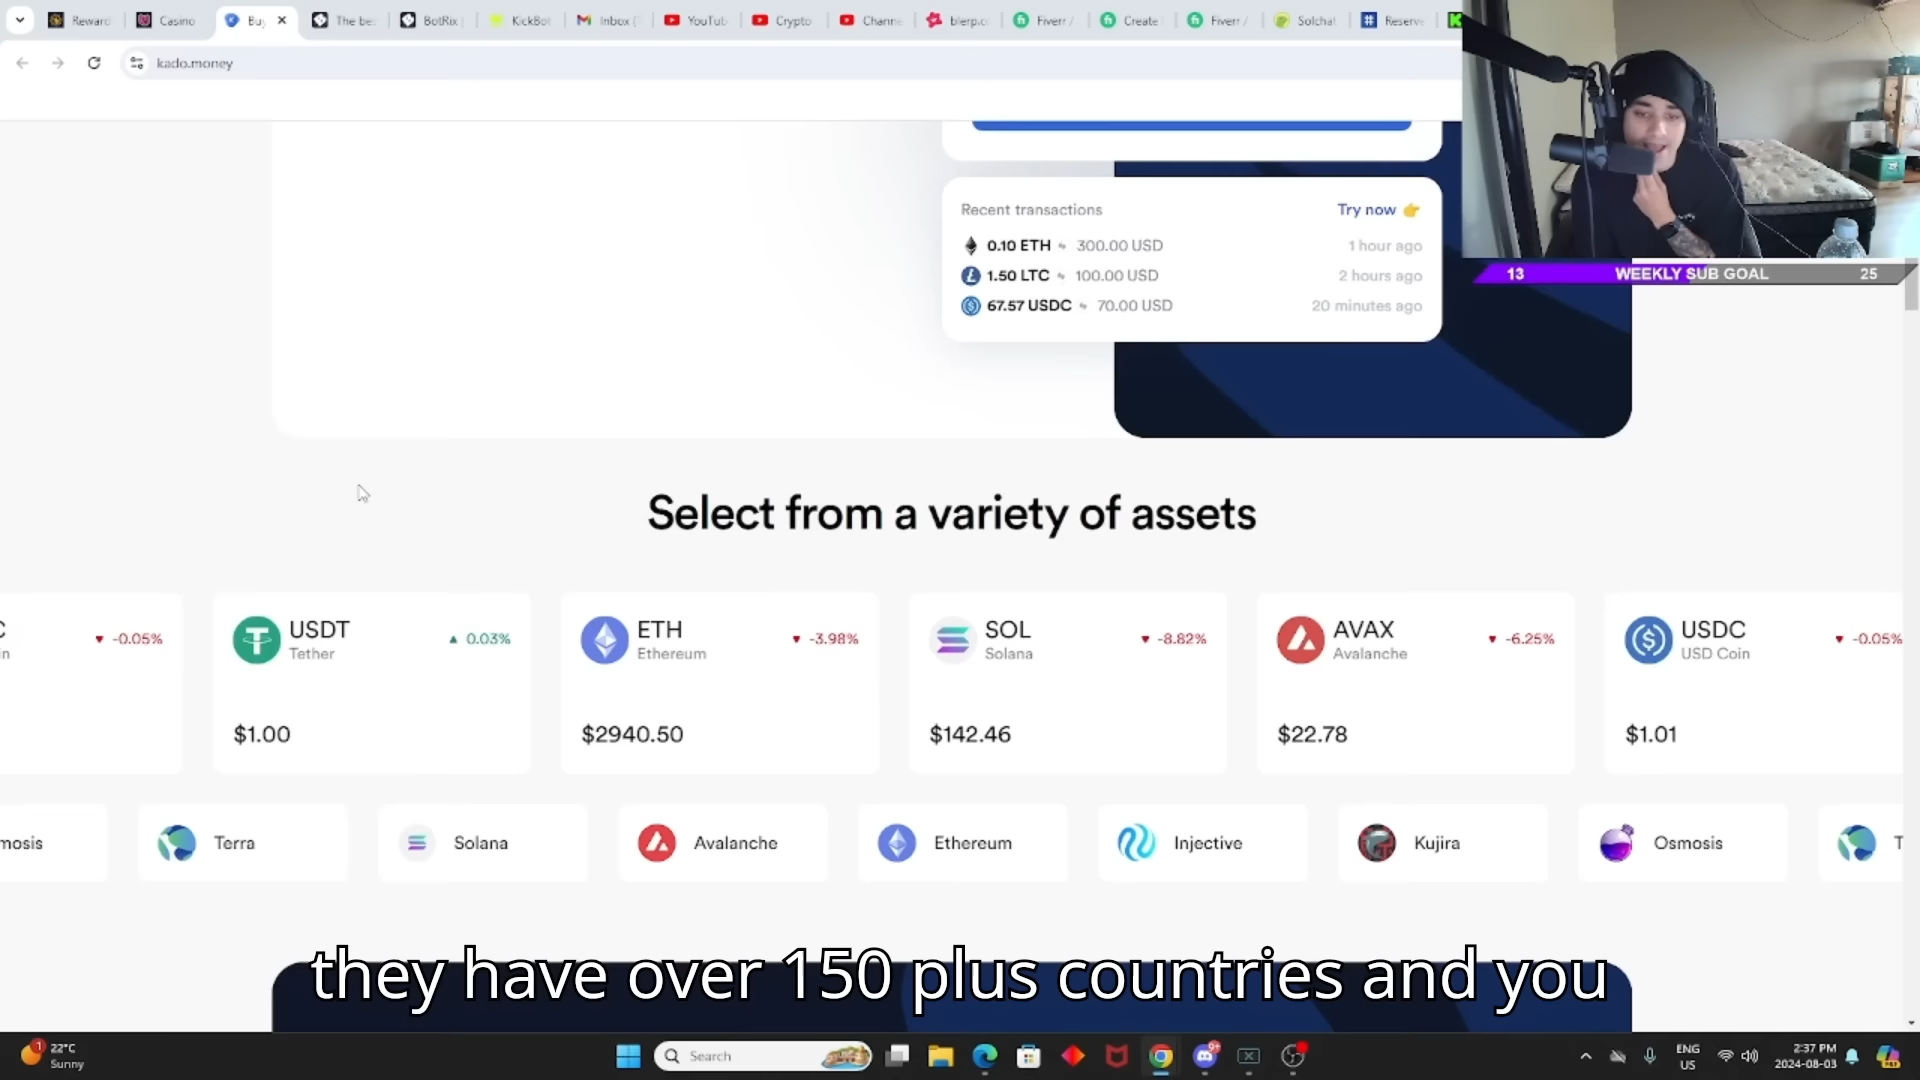 Rewar
Casino
Buy
The be
BotRix
KickBot
Inbox (
YouTub
Crypto
Chann
blerp.c
Fiverr /
Create
Fiverr /
Solchat
Reserve
kado.money
Recent transactions
Try now
0.10 ETH 300.00 USD 1 hour ago
1.50 LTC 100.00 USD 2 hours ago
67.57 USDC 70.00 USD 20 minutes ago
13 WEEKLY SUB GOAL 25
Select from a variety of assets
-0.05%
USDT
Tether
0.03%
$1.00
ETH
Ethereum
-3.98%
$2940.50
SOL
Solana
-8.82%
$142.46
AVAX
Avalanche
-6.25%
$22.78
USDC
USD Coin
-0.05%
$1.01
mosis
Terra
Solana
Avalanche
Ethereum
Injective
Kujira
Osmosis
T
they have over 150 plus countries and you
1
22°C
Sunny
Search
ENG
US
2:37 PM
2024-08-03